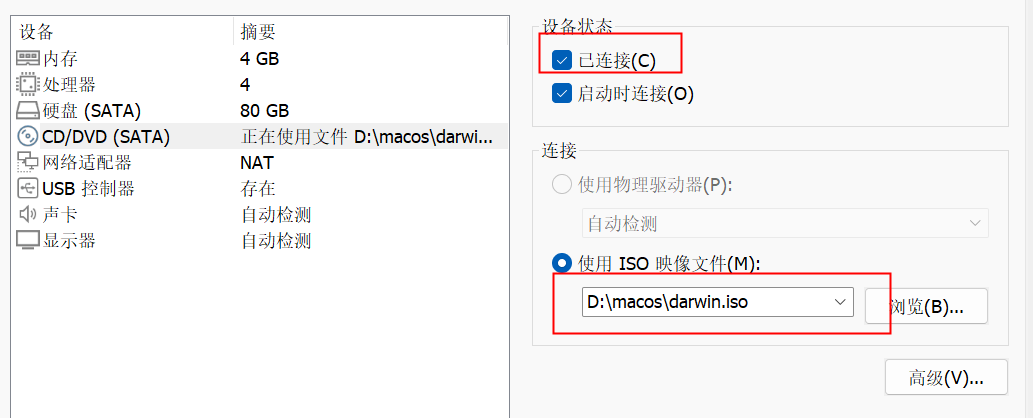 设备 摘要
内存 4 GB
处理器 4
硬盘 (SATA) 80 GB
CD/DVD (SATA) 正在使用文件 D:\macos\darwi...
网络适配器 NAT
USB 控制器 存在
声卡 自动检测
显示器 自动检测
设备状态
已连接(C)
启动时连接(O)
连接
使用物理驱动器(P):
自动检测
使用 ISO 映像文件(M):
D:\macos\darwin.iso
浏览(B)...
高级(V)...